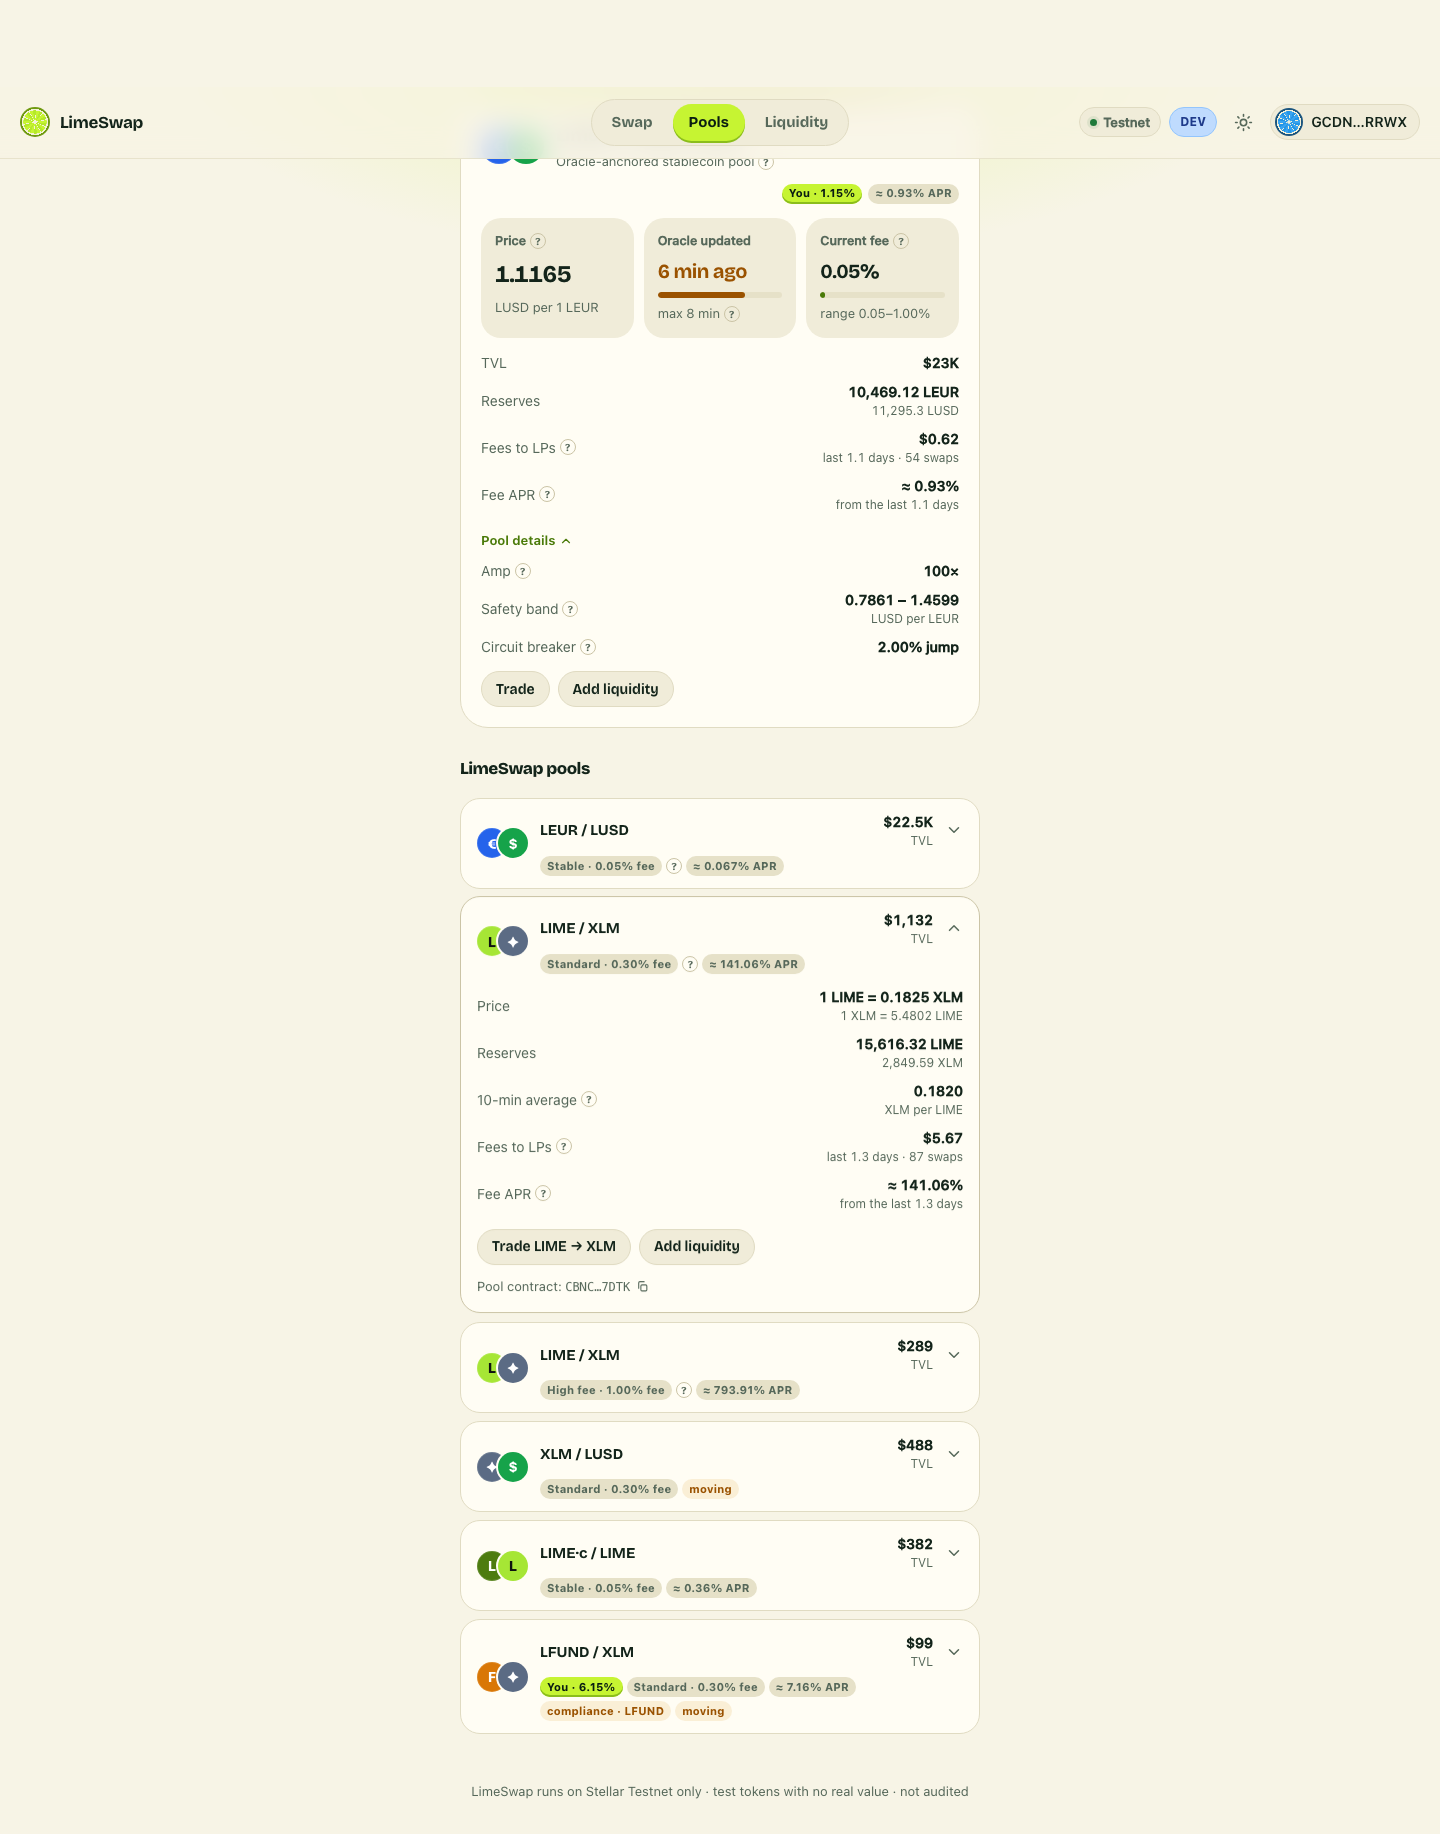 LimeSwap
Swap
Pools
Liquidity
Testnet
DEV
GCDN...RRWX
Oracle-anchored stablecoin pool ?
You · 1.15%
≈ 0.93% APR
Price ?
1.1165
LUSD per 1 LEUR
Oracle updated
6 min ago
max 8 min ?
Current fee ?
0.05%
range 0.05–1.00%
TVL
$23K
Reserves
10,469.12 LEUR
11,295.3 LUSD
Fees to LPs ?
$0.62
last 1.1 days · 54 swaps
Fee APR ?
≈ 0.93%
from the last 1.1 days
Pool details
Amp ?
100×
Safety band ?
0.7861 – 1.4599
LUSD per LEUR
Circuit breaker ?
2.00% jump
Trade
Add liquidity
LimeSwap pools
€ $
LEUR / LUSD
$22.5K
TVL
Stable · 0.05% fee ? ≈ 0.067% APR
L
LIME / XLM
$1,132
TVL
Standard · 0.30% fee ? ≈ 141.06% APR
Price
1 LIME = 0.1825 XLM
1 XLM = 5.4802 LIME
Reserves
15,616.32 LIME
2,849.59 XLM
10-min average ?
0.1820
XLM per LIME
Fees to LPs ?
$5.67
last 1.3 days · 87 swaps
Fee APR ?
≈ 141.06%
from the last 1.3 days
Trade LIME → XLM
Add liquidity
Pool contract: CBNC…7DTK
L
LIME / XLM
$289
TVL
High fee · 1.00% fee ? ≈ 793.91% APR
$
XLM / LUSD
$488
TVL
Standard · 0.30% fee moving
L L
LIME·c / LIME
$382
TVL
Stable · 0.05% fee ≈ 0.36% APR
F
LFUND / XLM
$99
TVL
You · 6.15% Standard · 0.30% fee ≈ 7.16% APR
compliance · LFUND moving
LimeSwap runs on Stellar Testnet only · test tokens with no real value · not audited